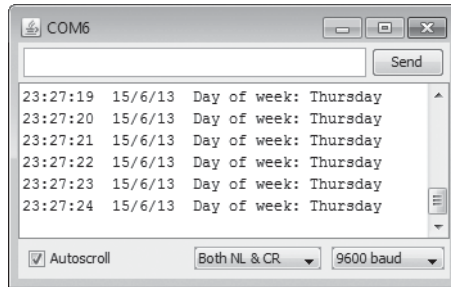 COM6
Send
23:27:19 15/6/13 Day of week: Thursday
23:27:20 15/6/13 Day of week: Thursday
23:27:21 15/6/13 Day of week: Thursday
23:27:22 15/6/13 Day of week: Thursday
23:27:23 15/6/13 Day of week: Thursday
23:27:24 15/6/13 Day of week: Thursday
Autoscroll Both NL & CR 9600 baud